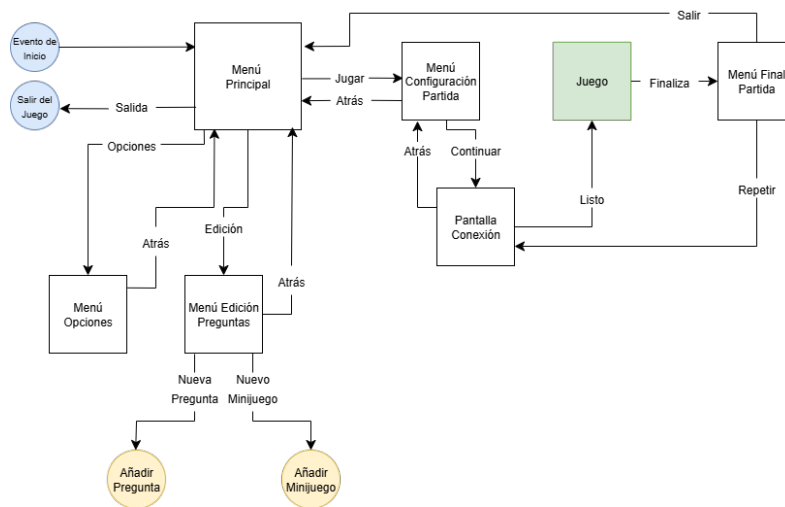 Salir
Evento de
Inicio
Menú
Principal
Jugar
Menú
Configuración
Partida
Juego
Finaliza
Menú Final
Partida
Salir del
Juego
Salida
Atrás
Opciones
Atrás
Continuar
Repetir
Edición
Pantalla
Conexión
Listo
Atrás
Atrás
Menú
Opciones
Menú Edición
Preguntas
Nueva
Pregunta
Nuevo
Minijuego
Añadir
Pregunta
Añadir
Minijuego